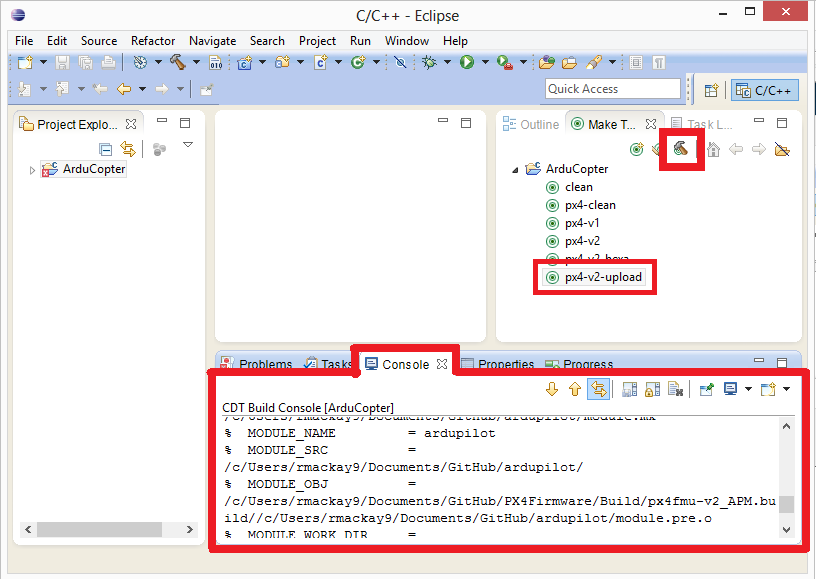 C/C++ - Eclipse
File Edit Source Refactor Navigate Search Project Run Window Help
010
Quick Access
C/C++
Project Explo...
Outline
Make T...
Task L...
ArduCopter
ArduCopter
clean
px4-clean
px4-v1
px4-v2
px4-v2-hexa
px4-v2-upload
Problems
Tasks
Console
Properties
Progress
CDT Build Console [ArduCopter]
/c/Users/rmackay9/Documents/GitHub/ardupilot/module.mk
% MODULE_NAME = ardupilot
% MODULE_SRC =
/c/Users/rmackay9/Documents/GitHub/ardupilot/
% MODULE_OBJ =
/c/Users/rmackay9/Documents/GitHub/PX4Firmware/Build/px4fmu-v2_APM.bu
ild//c/Users/rmackay9/Documents/GitHub/ardupilot/module.pre.o
% MODULE_WORK_DIR =